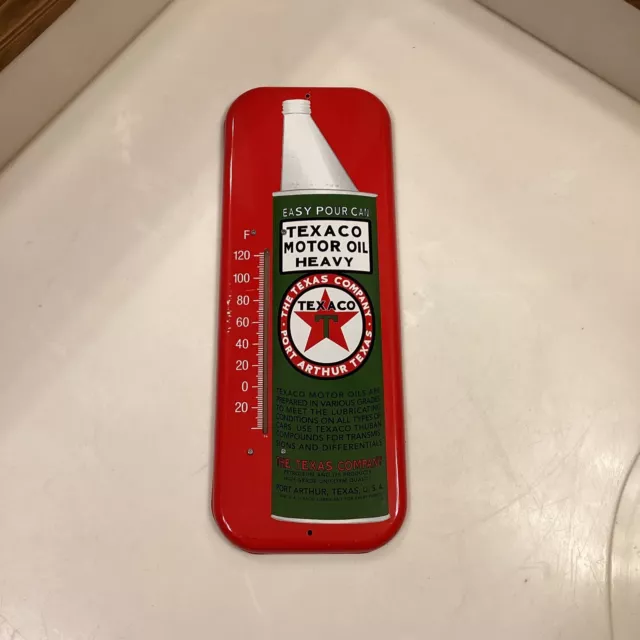 EASY POUR CAN
TEXACO
MOTOR OIL
HEAVY
F
120
100
80
60
40
20
0
20
THE TEXAS COMPANY
TEXACO
T
PORT ARTHUR TEXAS
TEXACO MOTOR OILS ARE
PREPARED IN VARIOUS GRADES
TO MEET THE LUBRICATING
CONDITIONS ON ALL TYPES OF
CARS. USE TEXACO THUBAN
COMPOUNDS FOR TRANSMIS-
SIONS AND DIFFERENTIALS
THE TEXAS COMPANY
PORT ARTHUR, TEXAS, U.S.A.